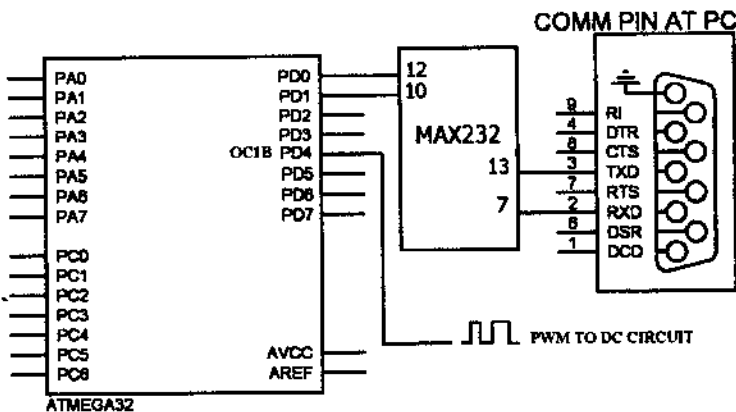 COMM PIN AT PC
PA0
PA1
PA2
PA3
PA4
PA5
PA6
PA7
PC0
PC1
PC2
PC3
PC4
PC5
PC6
PD0
PD1
PD2
PD3
OC1B PD4
PD5
PD6
PD7
AVCC
AREF
ATMEGA32
12
10
MAX232
13
7
9 RI
4 DTR
8 CTS
3 TXD
7 RTS
2 RXD
6 DSR
1 DCD
PWM TO DC CIRCUIT